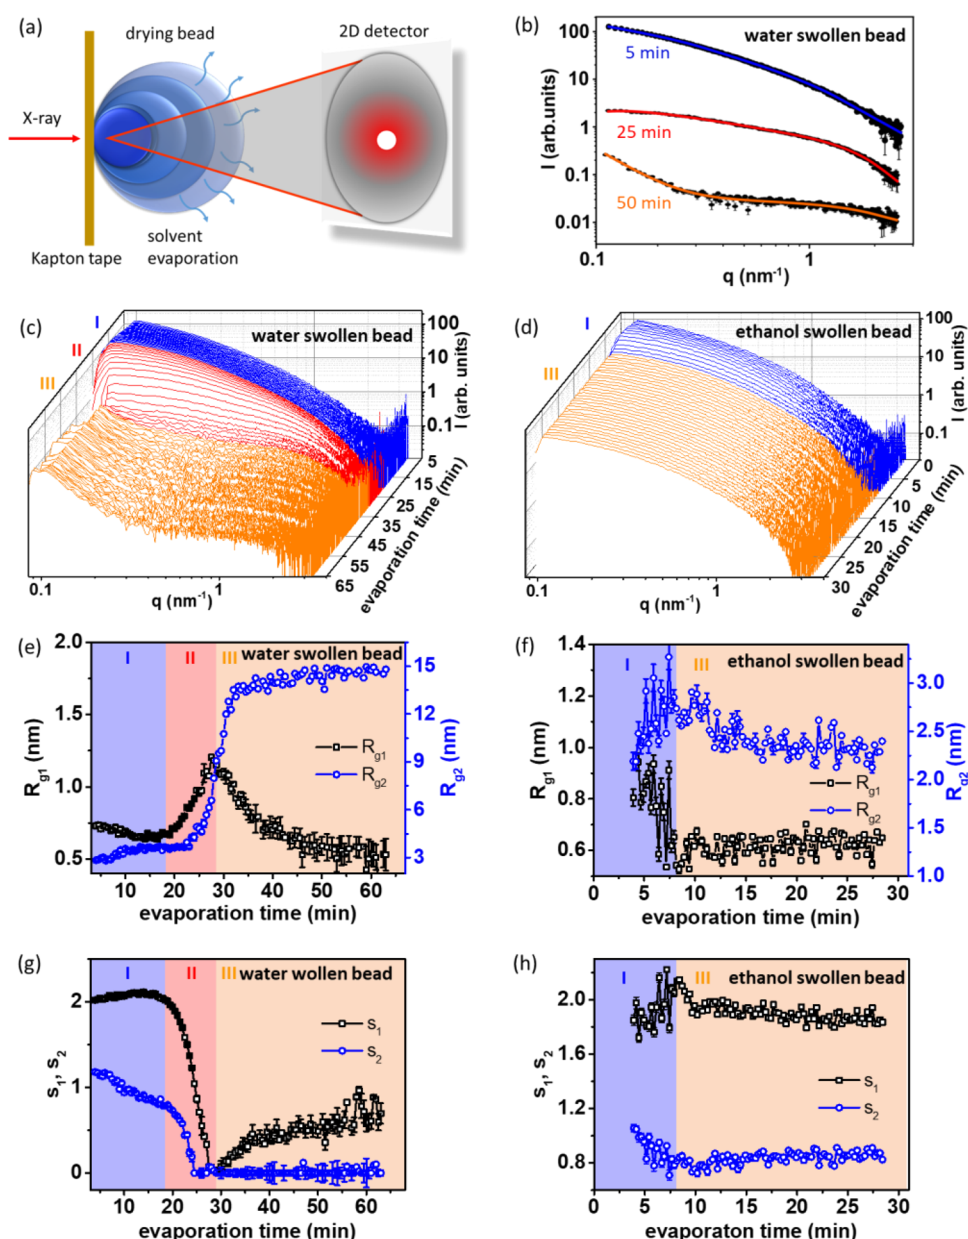 (a)
drying bead
2D detector
X-ray
solvent
Kapton tape
evaporation
(b)
water swollen bead
5 min
25 min
50 min
I (arb.units)
100
10
1
0.1
0.01
0.1
1
q (nm⁻¹)
(c)
I
II
III
water swollen bead
100
10
1
0.1
I (arb. units)
5
15
25
35
45
55
65
evaporation time (min)
0.1
1
q (nm⁻¹)
(d)
I
III
ethanol swollen bead
100
10
1
0.1
I (arb. units)
0
5
10
15
20
25
30
evaporation time (min)
0.1
1
q (nm⁻¹)
(e)
I
II
III
water swollen bead
Rg1
Rg2
2.0
1.5
1.0
0.5
Rg1 (nm)
15
12
9
6
3
Rg2 (nm)
10 20 30 40 50 60
evaporation time (min)
(f)
I
III
ethanol swollen bead
Rg1
Rg2
1.4
1.2
1.0
0.8
0.6
Rg1 (nm)
3.0
2.5
2.0
1.5
1.0
Rg2 (nm)
0 5 10 15 20 25 30
evaporation time (min)
(g)
I
II
III
water wollen bead
s1
s2
2
1
0
s1, s2
10 20 30 40 50 60
evaporation time (min)
(h)
I
III
ethanol swollen bead
s1
s2
2.0
1.6
1.2
0.8
s1, s2
0 5 10 15 20 25 30
evaporaton time (min)